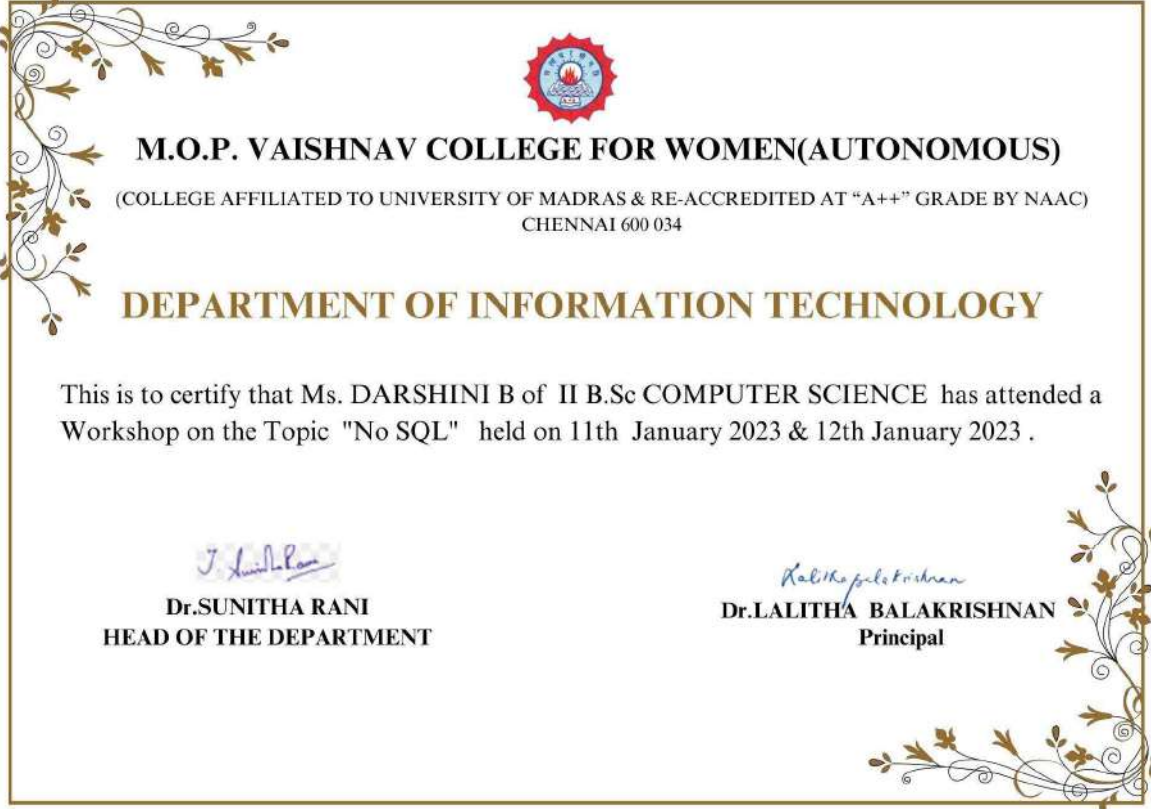 M.O.P. VAISHNAV COLLEGE FOR WOMEN(AUTONOMOUS)
(COLLEGE AFFILIATED TO UNIVERSITY OF MADRAS & RE-ACCREDITED AT “A++” GRADE BY NAAC)
CHENNAI 600 034
DEPARTMENT OF INFORMATION TECHNOLOGY
This is to certify that Ms. DARSHINI B of II B.Sc COMPUTER SCIENCE has attended a
Workshop on the Topic "No SQL" held on 11th January 2023 & 12th January 2023 .
Lalitha Balakrishnan
Dr.SUNITHA RANI
HEAD OF THE DEPARTMENT
Dr.LALITHA BALAKRISHNAN
Principal